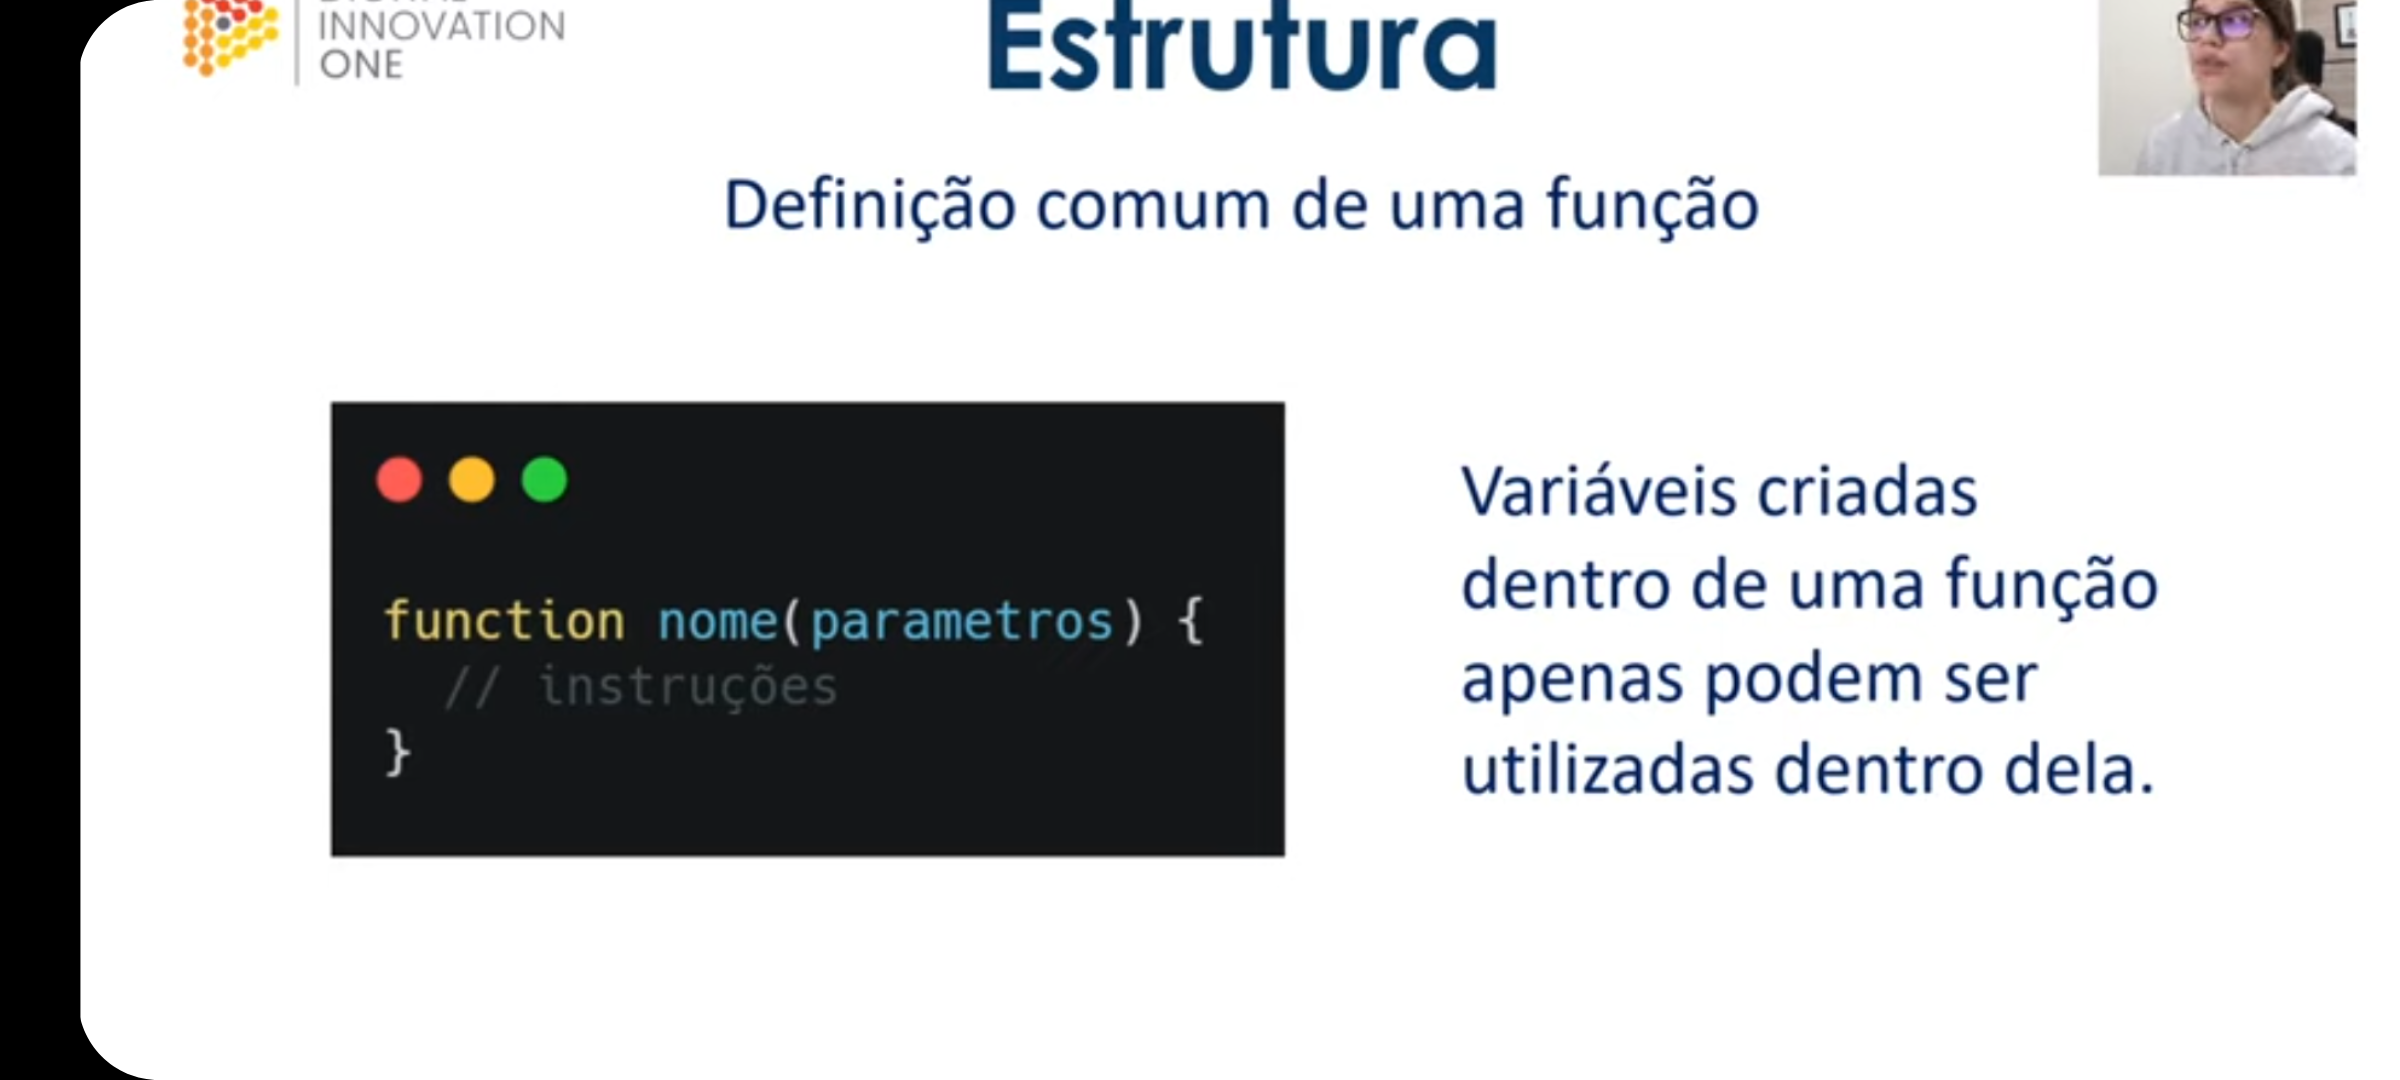 INNOVATION
ONE
Estrutura
Definição comum de uma função
function nome(parametros) {
// instruções
}
Variáveis criadas
dentro de uma função
apenas podem ser
utilizadas dentro dela.